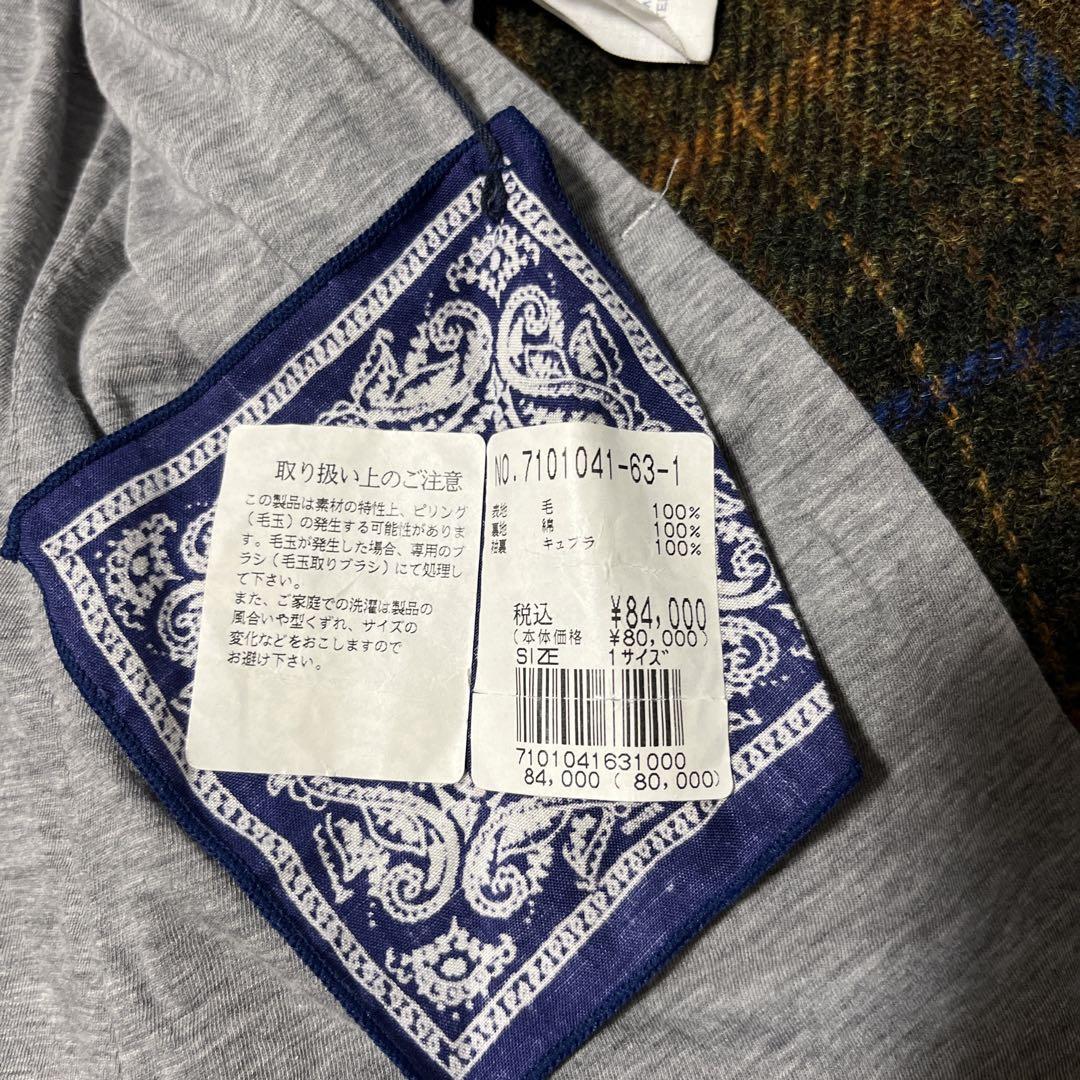 取り扱い上のご注意
この製品は素材の特性上、ピリング
(毛玉)の発生する可能性がありま
す。毛玉が発生した場合、専用のブ
ラシ(毛玉取りブラシ)にて処理し
て下さい。
また、ご家庭での洗濯は製品の
風合いや型くずれ、サイズの
変化などをおこしますので
お避け下さい。
NO.7101041-63-1
表地 毛 100%
裏地 綿 100%
袖裏 キュプラ 100%
税込 ¥84,000
(本体価格 ¥80,000)
SIZE 1サイズ
7101041631000
84,000 ( 80,000)